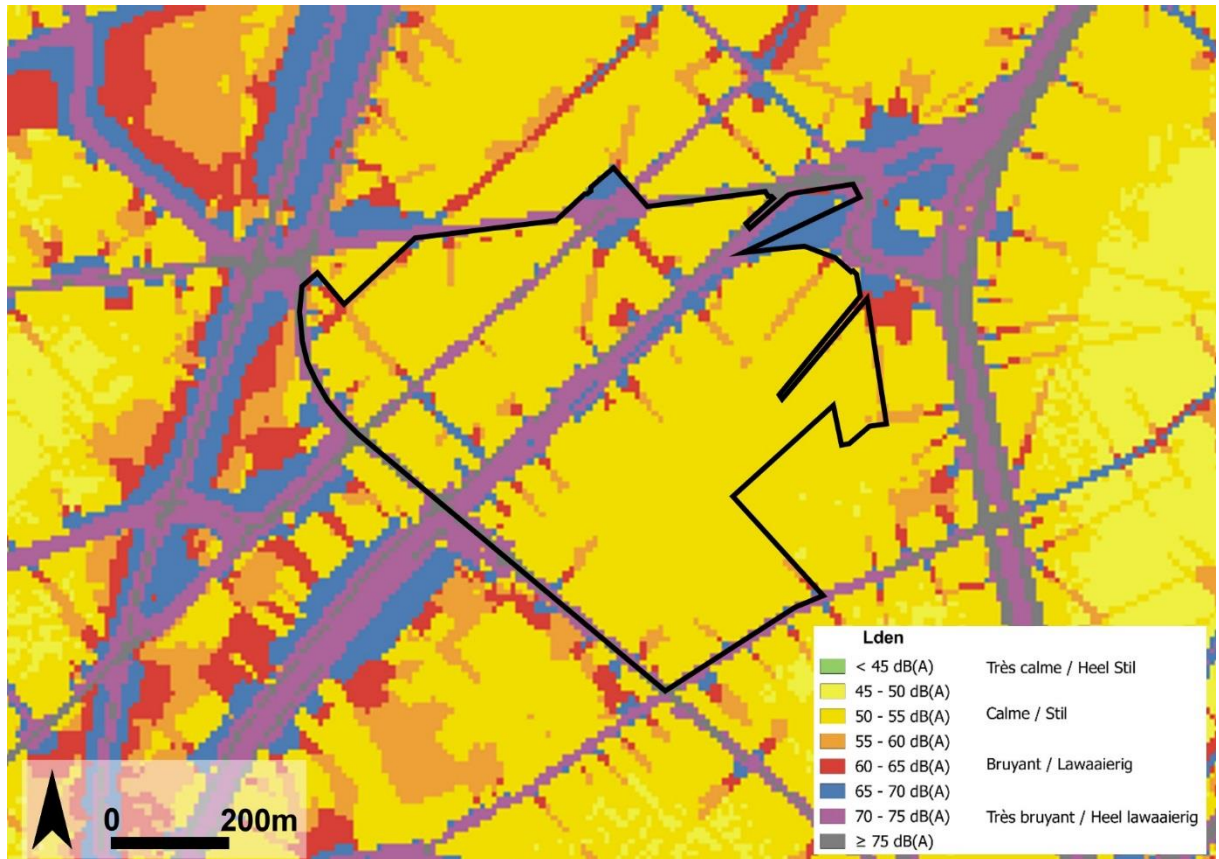 Lden
< 45 dB(A) Très calme / Heel Stil
45 - 50 dB(A)
50 - 55 dB(A) Calme / Stil
55 - 60 dB(A)
60 - 65 dB(A) Bruyant / Lawaaierig
65 - 70 dB(A)
70 - 75 dB(A) Très bruyant / Heel lawaaierig
≥ 75 dB(A)
0 200m